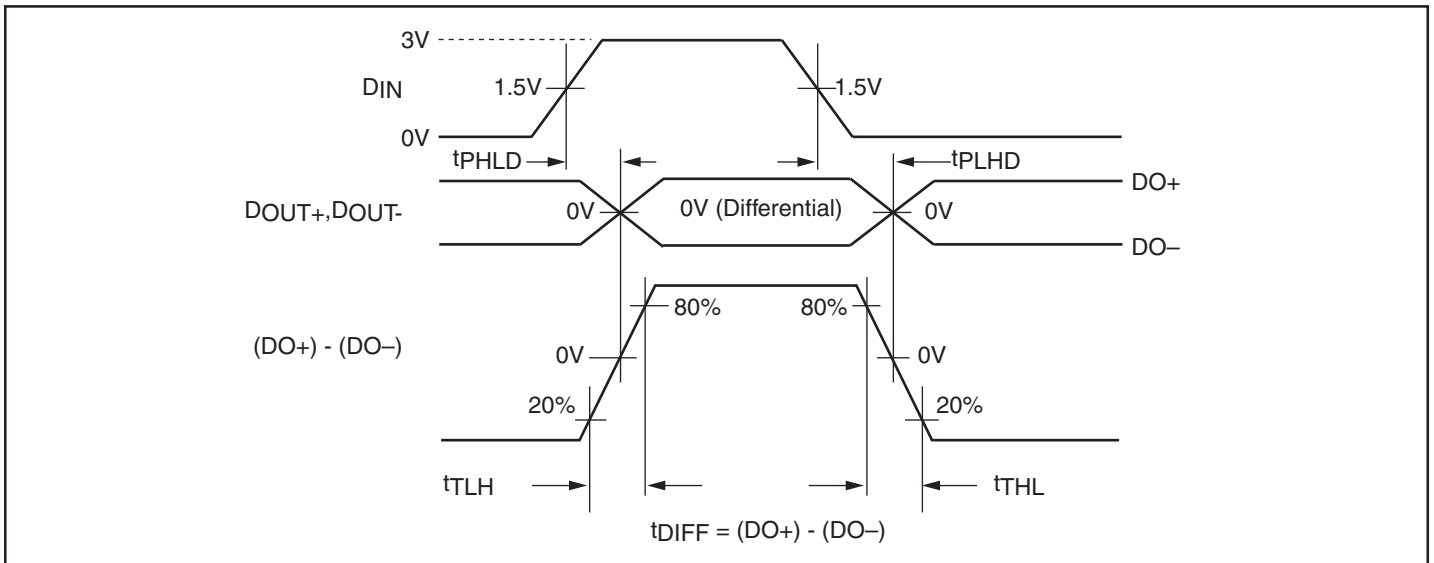 3V
DIN
1.5V
1.5V
0V
tPHLD
tPLHD
DO+
DOUT+,DOUT-
0V
0V (Differential)
0V
DO–
80%
80%
(DO+) - (DO–)
0V
0V
20%
20%
tTLH
tTHL
tDIFF = (DO+) - (DO–)